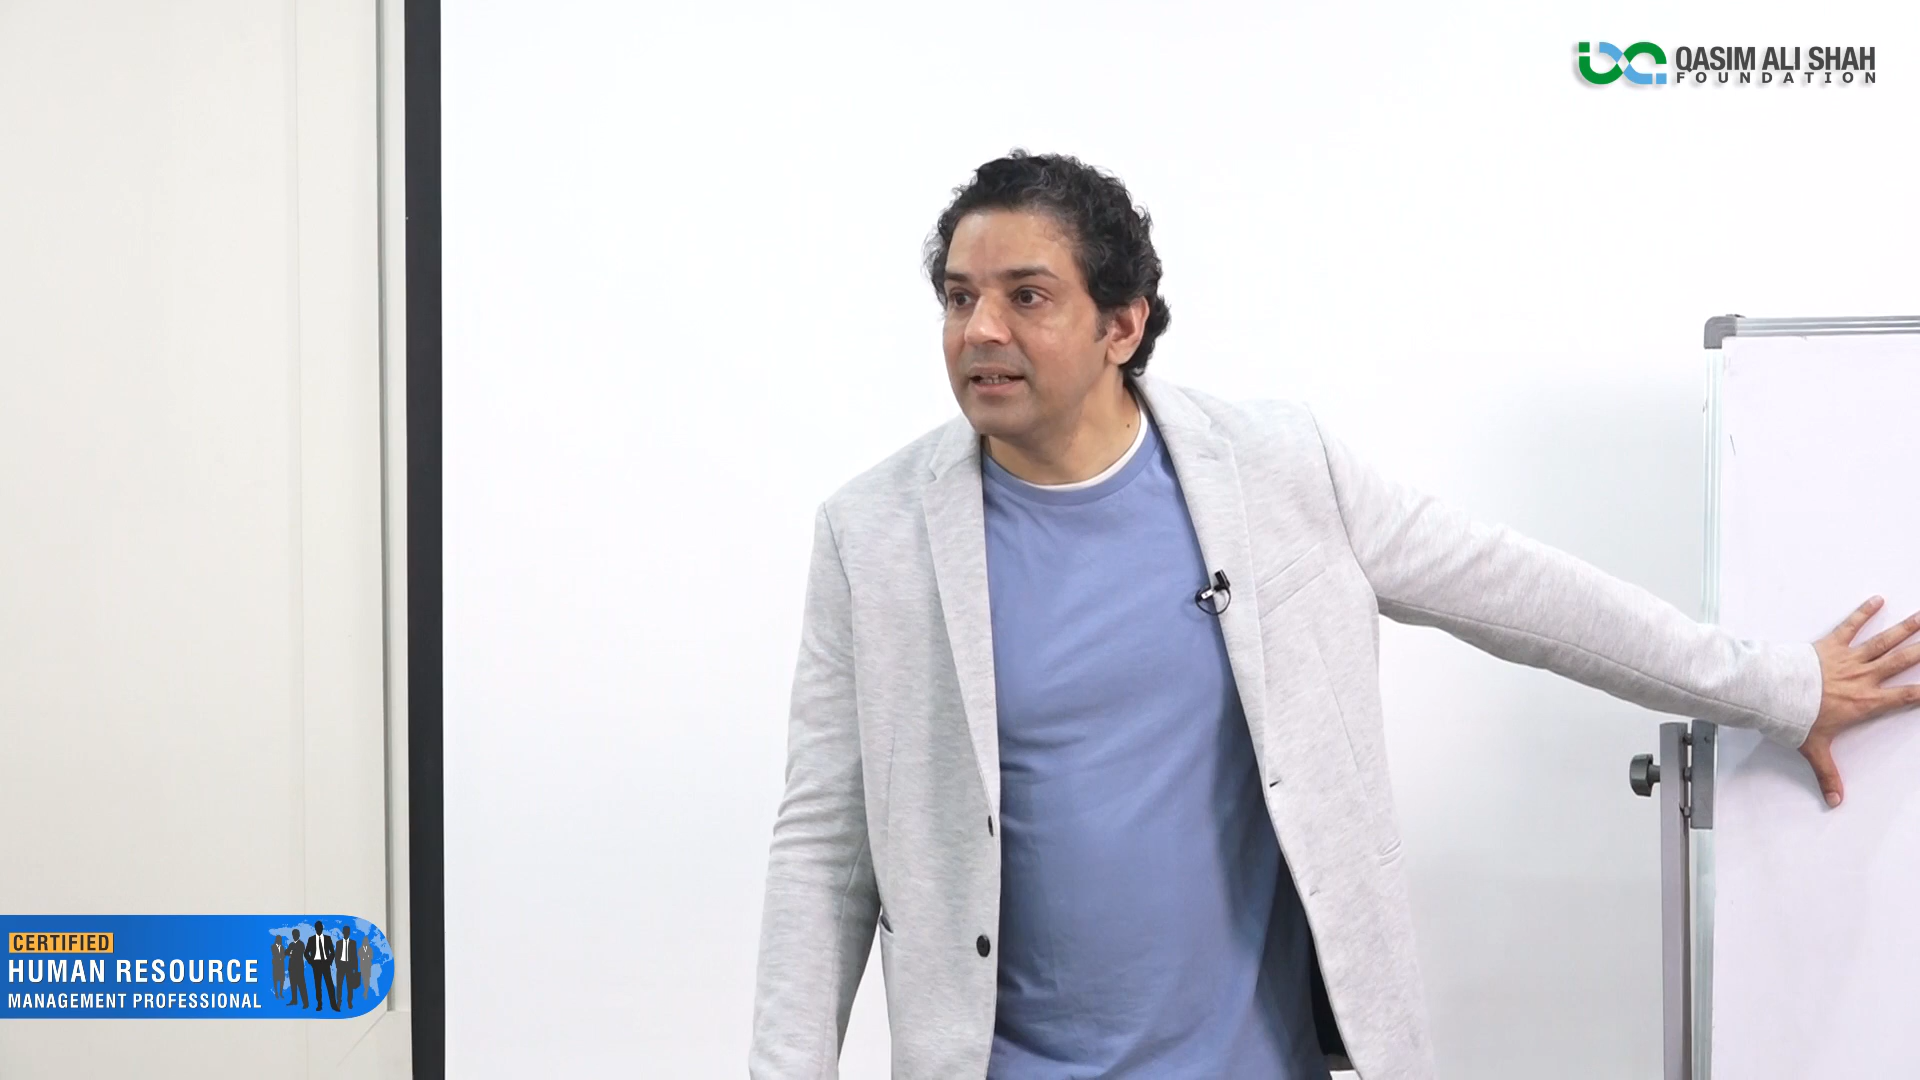 QASIM ALI SHAH
FOUNDATION
CERTIFIED
HUMAN RESOURCE
MANAGEMENT PROFESSIONAL